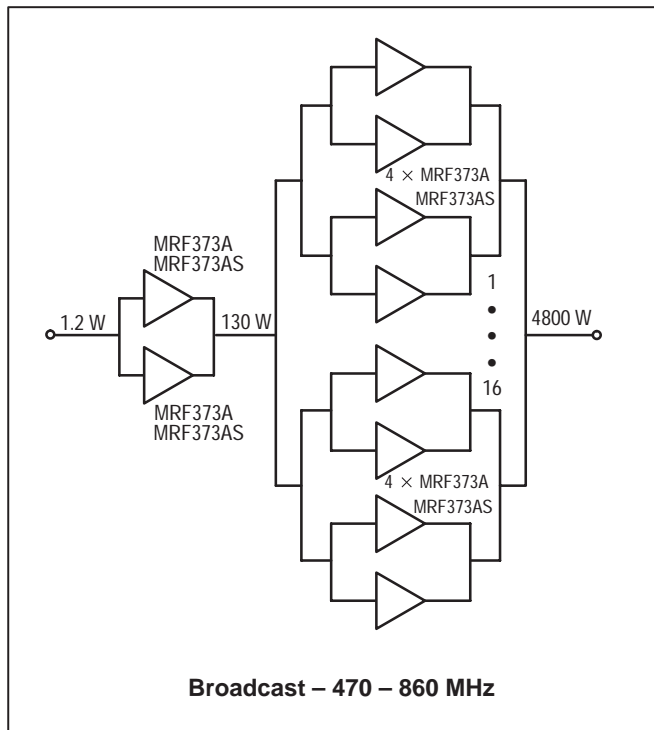 4 × MRF373A
MRF373AS
MRF373A
MRF373AS
1.2 W
130 W
1
•
•
•
16
4800 W
MRF373A
MRF373AS
4 × MRF373A
MRF373AS
Broadcast – 470 – 860 MHz